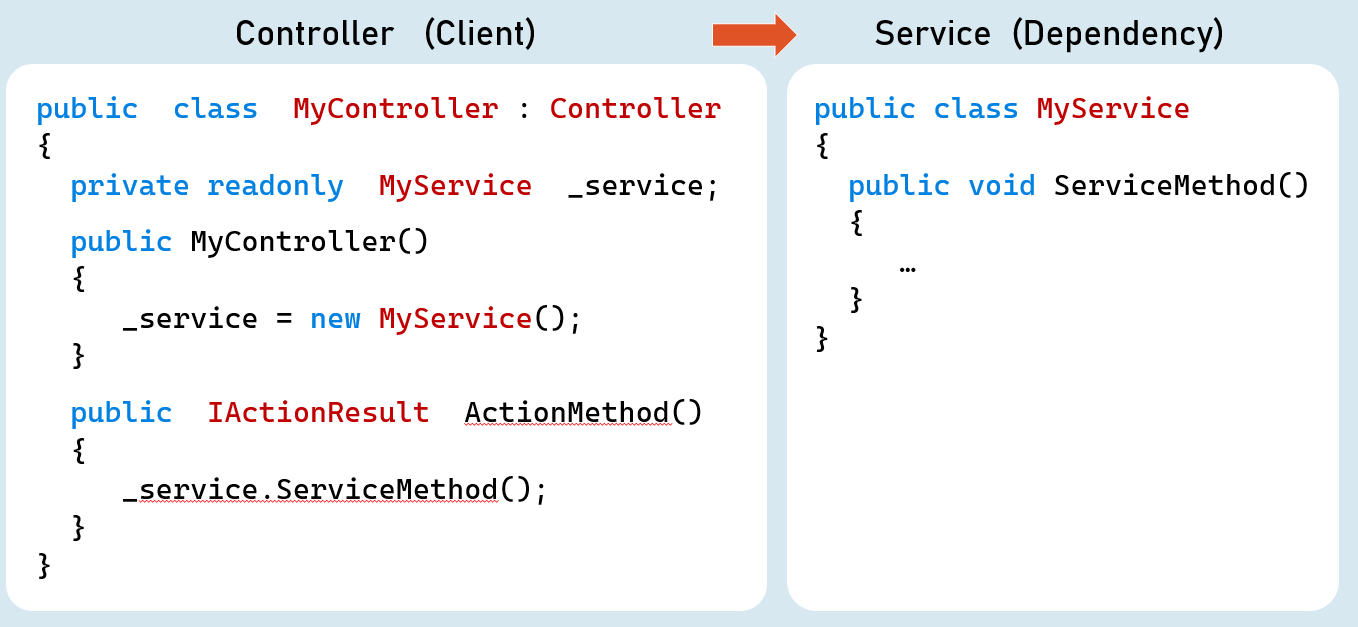 Controller (Client)
public class MyController : Controller
{
private readonly MyService _service;
public MyController()
{
_service = new MyService();
}
public IActionResult ActionMethod()
{
_service.ServiceMethod();
}
}
Service (Dependency)
public class MyService
{
public void ServiceMethod()
{
…
}
}